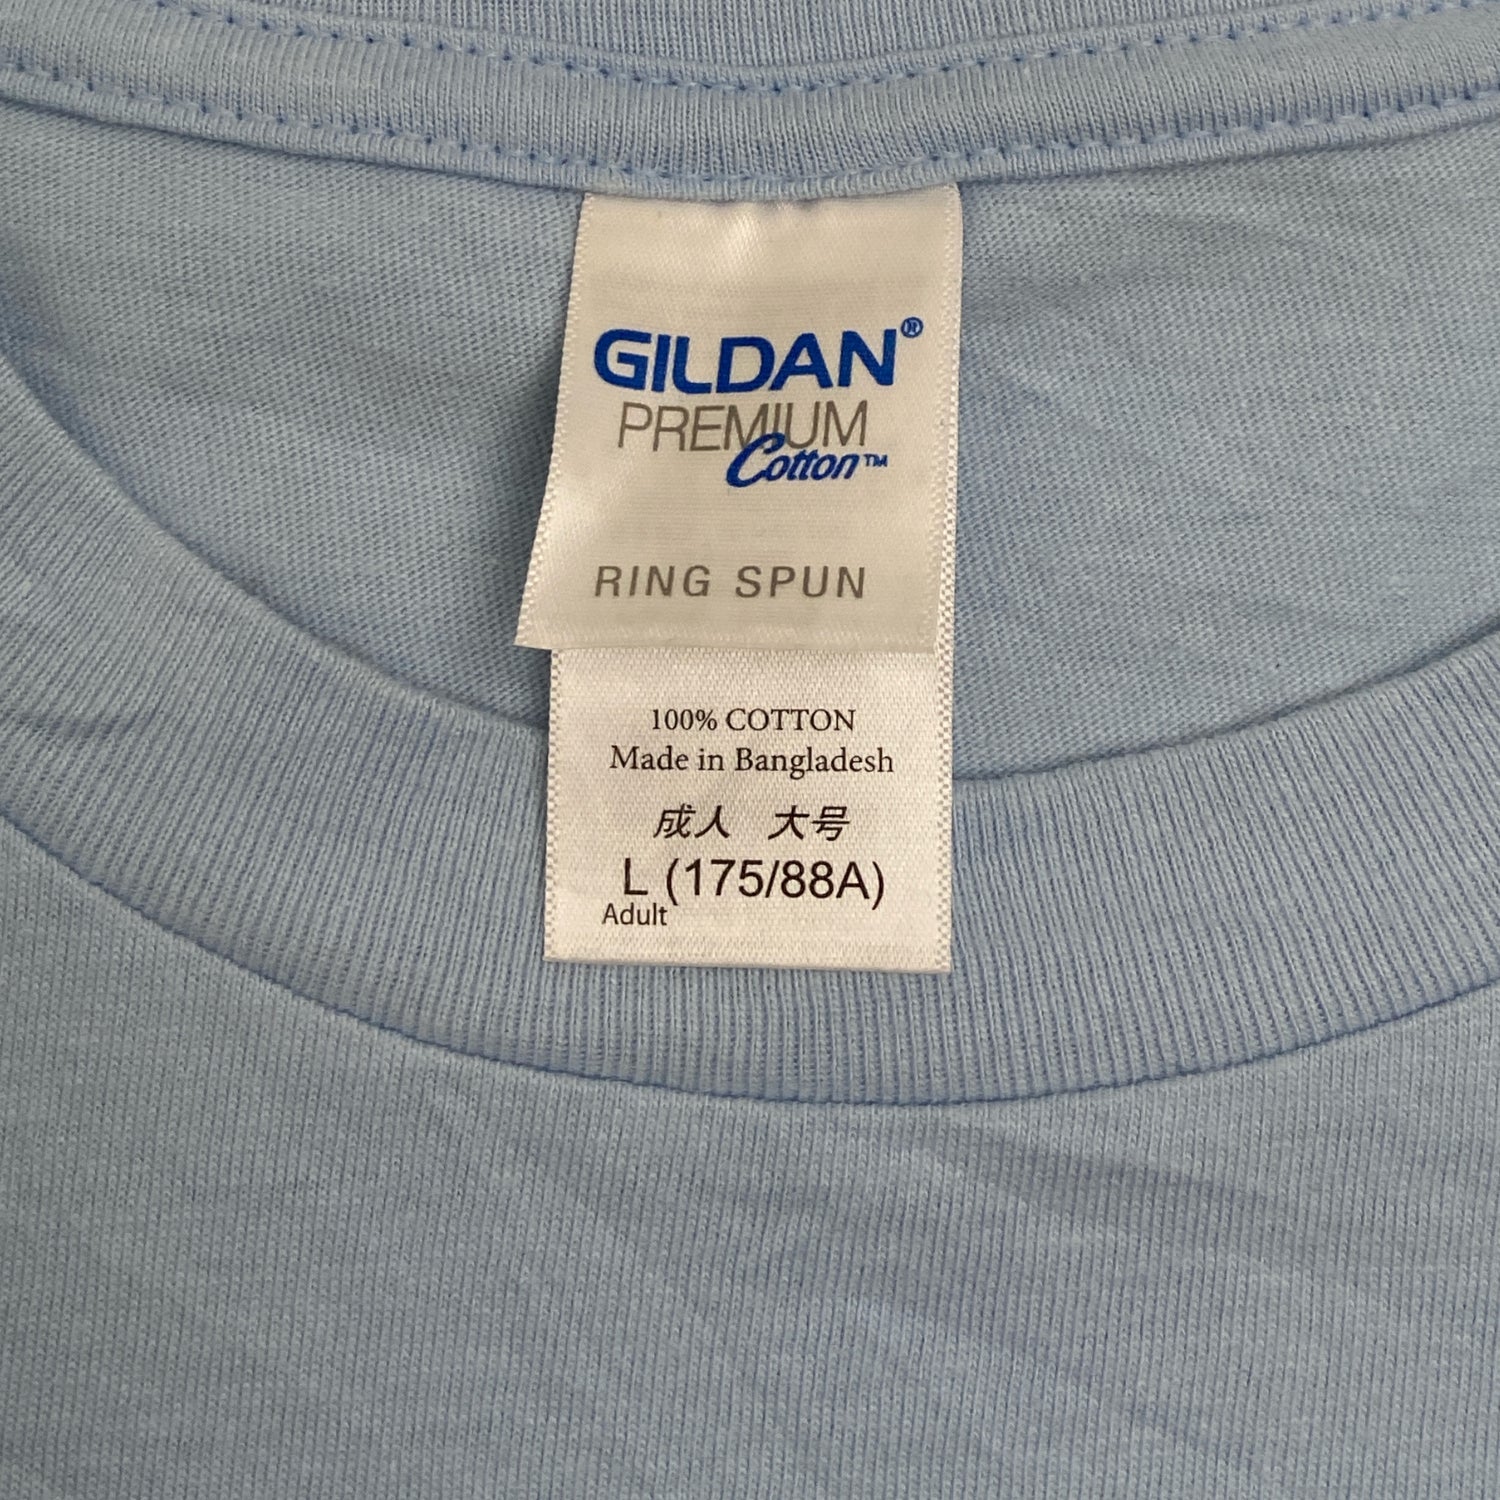 GILDAN®
PREMIUM
Cotton™
RING SPUN
100% COTTON
Made in Bangladesh
成人 大号
L (175/88A)
Adult